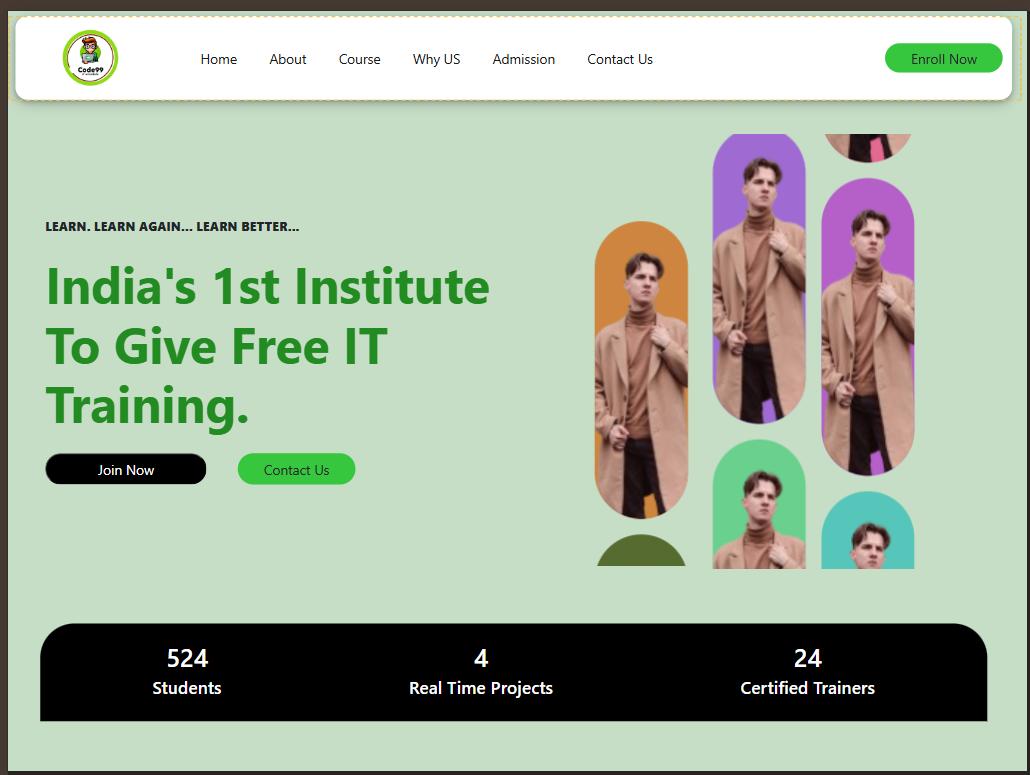 Code99
Home About Course Why US Admission Contact Us
Enroll Now
LEARN. LEARN AGAIN... LEARN BETTER...
India's 1st Institute
To Give Free IT
Training.
Join Now
Contact Us
524
Students
4
Real Time Projects
24
Certified Trainers